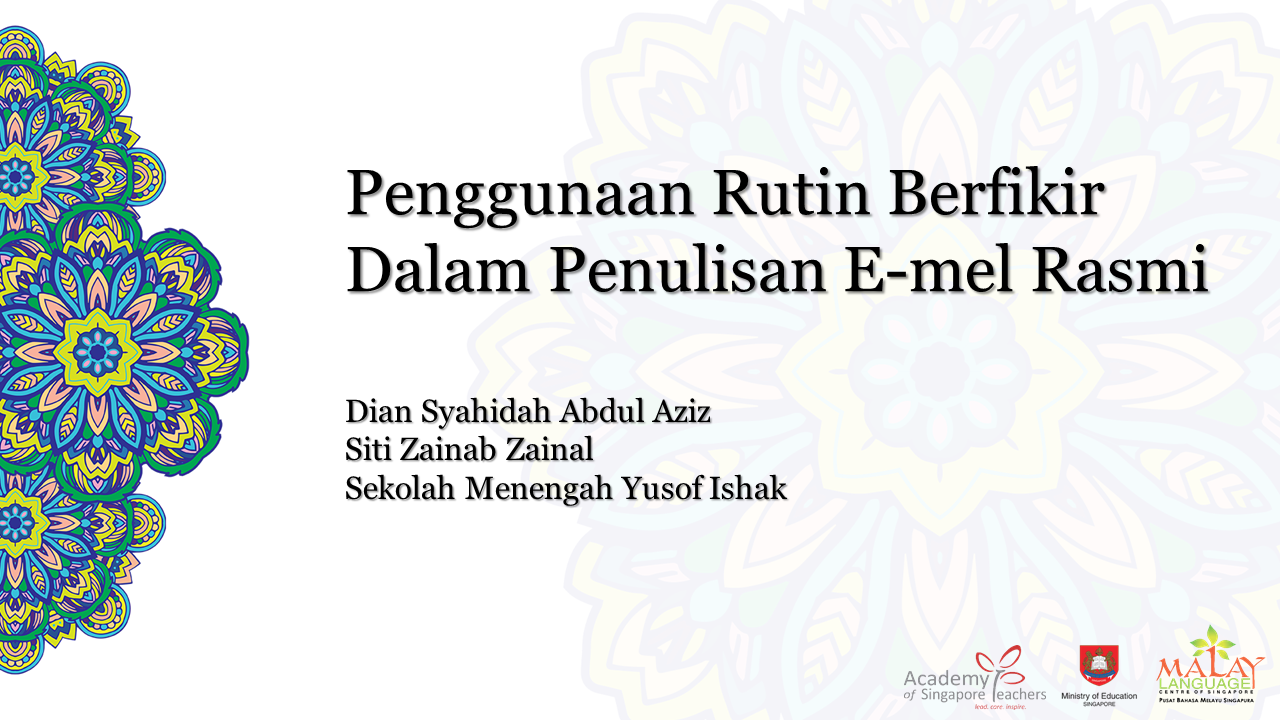 Penggunaan Rutin Berfikir
Dalam Penulisan E-mel Rasmi
Dian Syahidah Abdul Aziz
Siti Zainab Zainal
Sekolah Menengah Yusof Ishak
Academy
of Singapore Teachers
lead. care. inspire.
Ministry of Education
SINGAPORE
MALAY
LANGUAGE
CENTRE OF SINGAPORE
PUSAT BAHASA MELAYU SINGAPURA